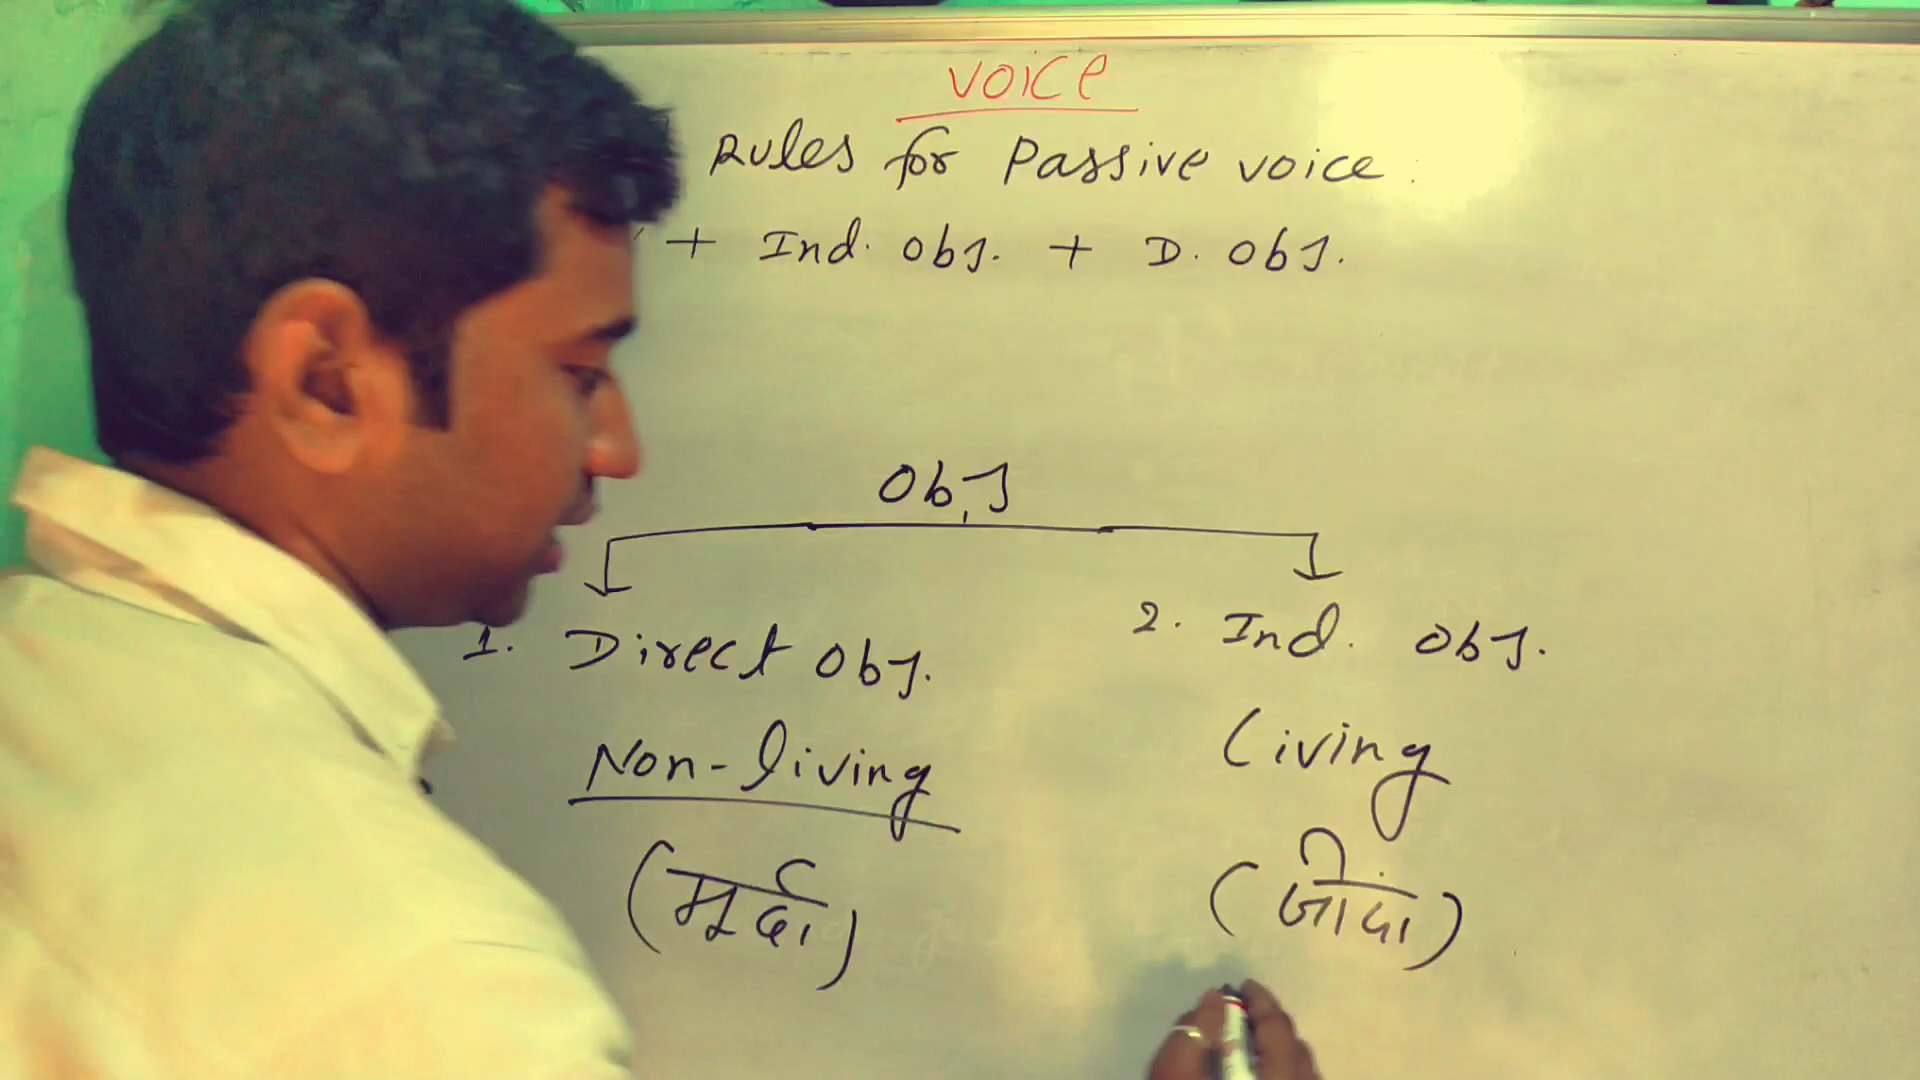 VOICE
Rules for Passive voice
+ Ind. Obj. + D. Obj.
Obj
1. Direct Obj.
2. Ind. Obj.
Non-living
Living
(मुर्दा)